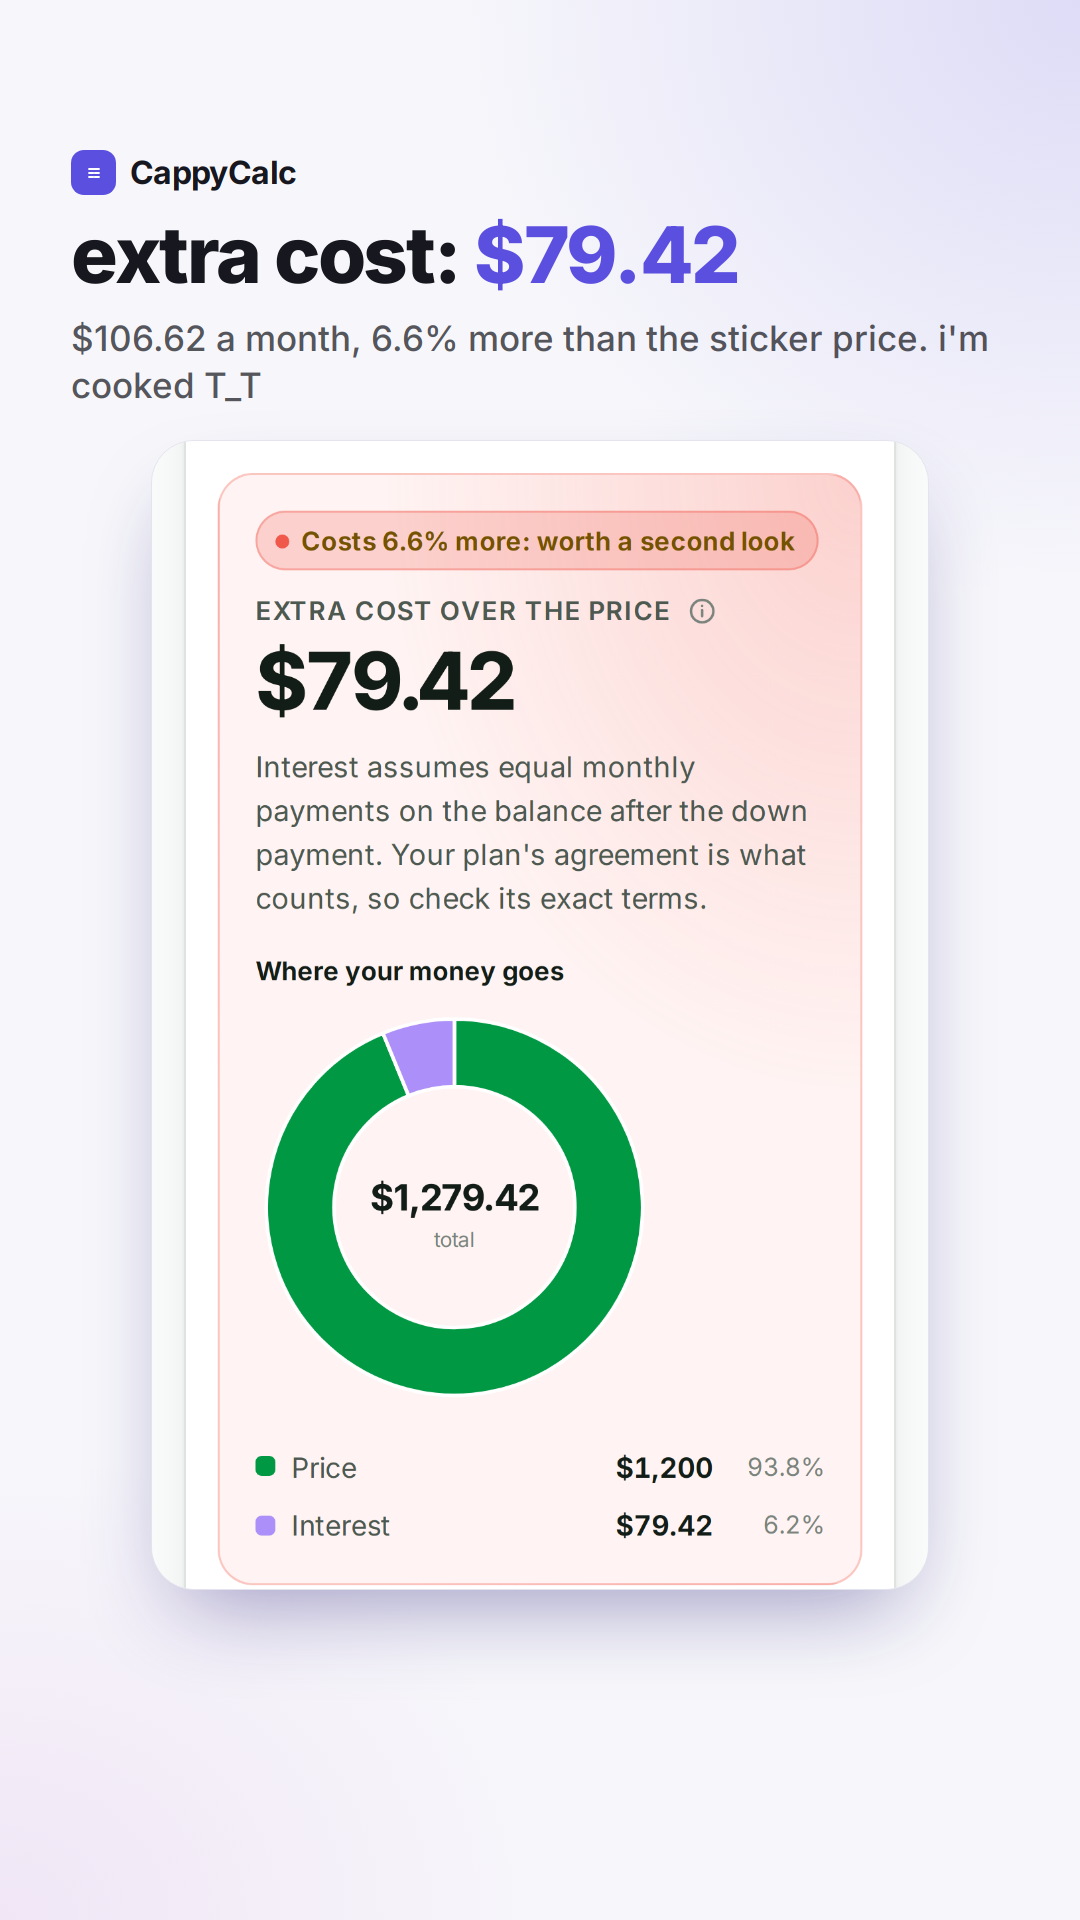 CappyCalc
extra cost: $79.42
$106.62 a month, 6.6% more than the sticker price. i'm
cooked T_T
Costs 6.6% more: worth a second look
EXTRA COST OVER THE PRICE
$79.42
Interest assumes equal monthly
payments on the balance after the down
payment. Your plan's agreement is what
counts, so check its exact terms.
Where your money goes
$1,279.42
total
Price $1,200 93.8%
Interest $79.42 6.2%